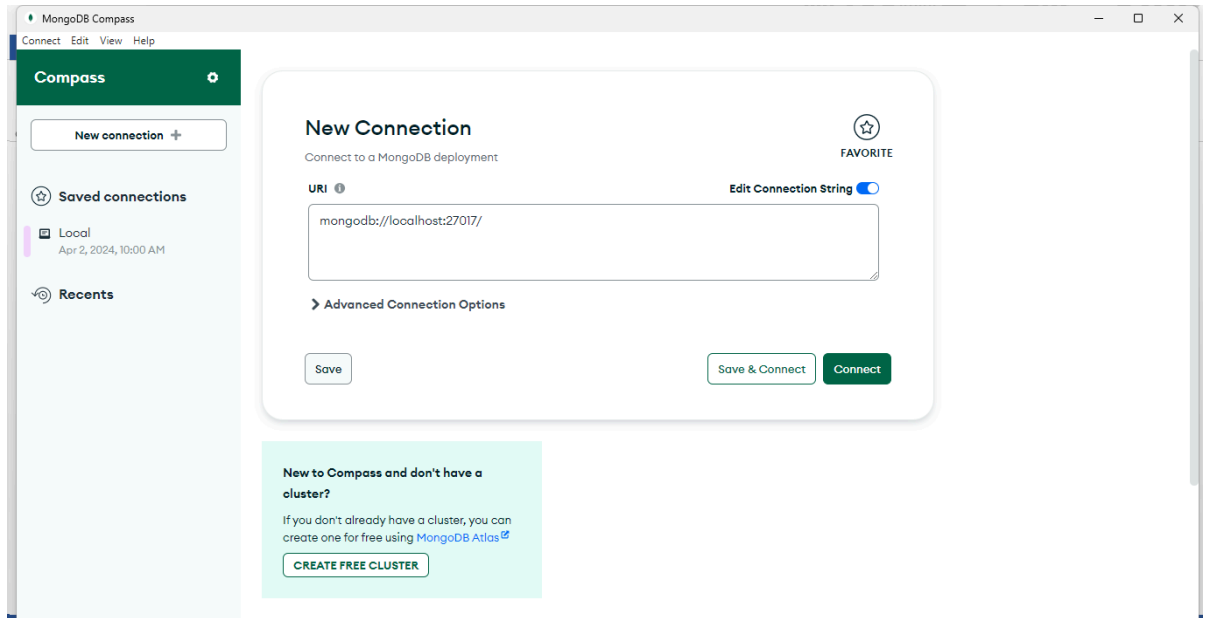 MongoDB Compass
Connect Edit View Help
Compass
New connection
Saved connections
Local
Apr 2, 2024, 10:00 AM
Recents
New Connection
Connect to a MongoDB deployment
FAVORITE
URI
Edit Connection String
mongodb://localhost:27017/
Advanced Connection Options
Save
Save & Connect
Connect
New to Compass and don't have a
cluster?
If you don't already have a cluster, you can
create one for free using MongoDB Atlas
CREATE FREE CLUSTER